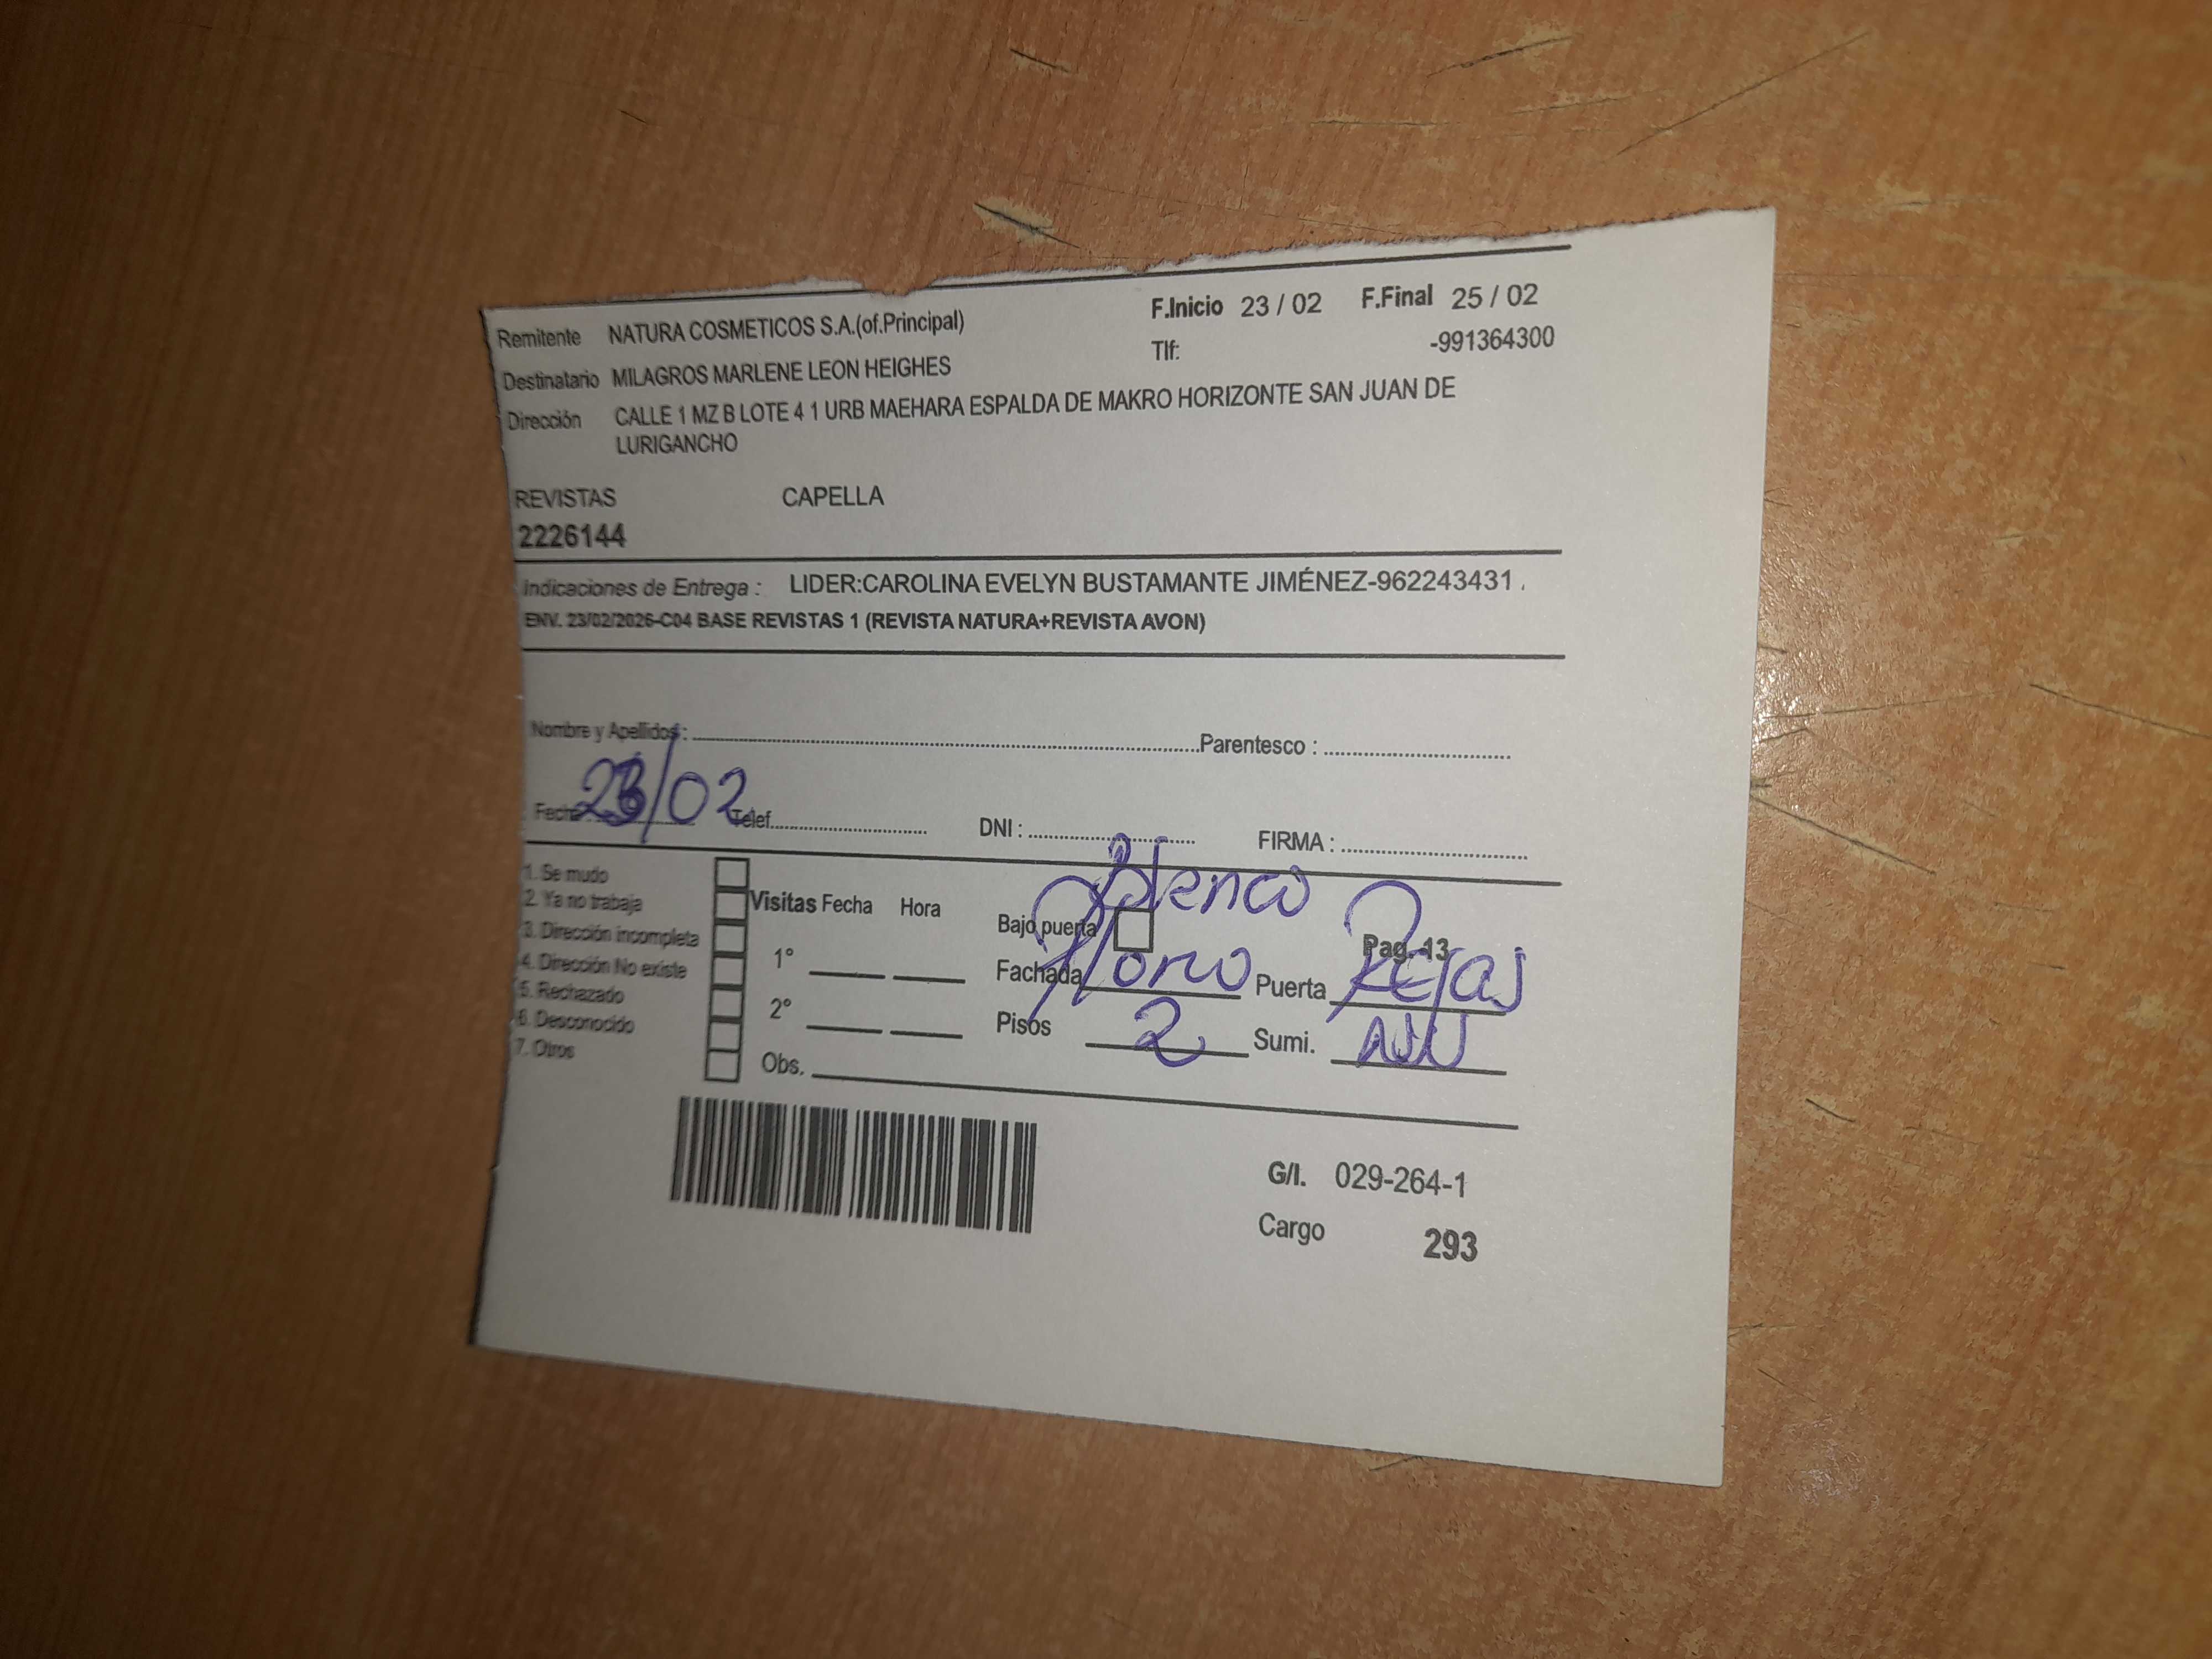 Remitente NATURA COSMETICOS S.A.(of.Principal) F.Inicio 23 / 02 F.Final 25 / 02
Tlf: -991364300
Destinatario MILAGROS MARLENE LEON HEIGHES
Dirección CALLE 1 MZ B LOTE 4 1 URB MAEHARA ESPALDA DE MAKRO HORIZONTE SAN JUAN DE
LURIGANCHO
REVISTAS CAPELLA
2226144
Indicaciones de Entrega : LIDER:CAROLINA EVELYN BUSTAMANTE JIMÉNEZ-962243431
ENV. 23/02/2026-C04 BASE REVISTAS 1 (REVISTA NATURA+REVISTA AVON)
Nombre y Apellidos : Parentesco :
Fecha : 23/02 Telef. DNI : FIRMA :
1. Se mudo
2. Ya no trabaja
3. Dirección incompleta
4. Dirección No existe
5. Rechazado
6. Desconocido
7. Otros
Visitas Fecha Hora
1°
2°
Obs.
Bajo puerta Pag. 13
Fachada Puerta Rejas
Pisos 2 Sumi.
G/I. 029-264-1
Cargo 293